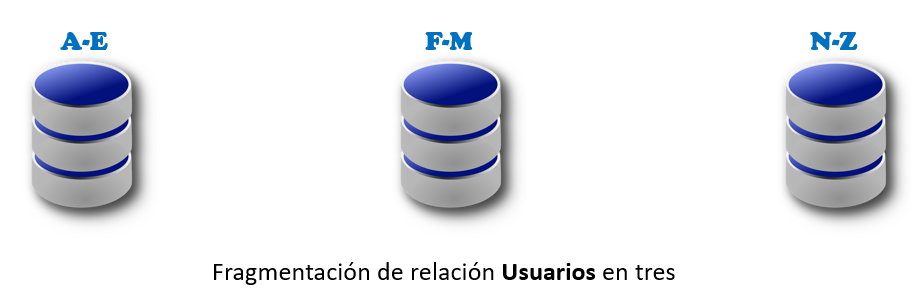 A-E F-M N-Z
Fragmentación de relación Usuarios en tres